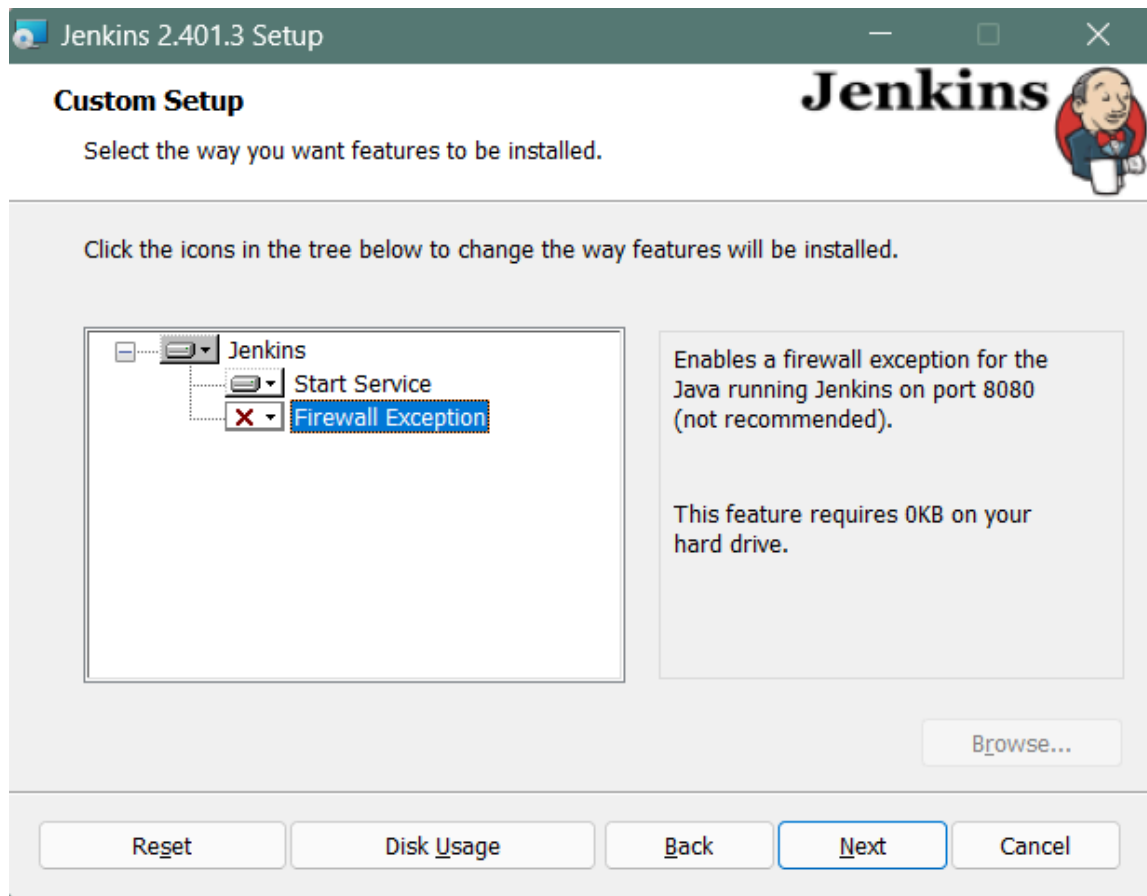 Jenkins 2.401.3 Setup
Jenkins
Custom Setup
Select the way you want features to be installed.
Click the icons in the tree below to change the way features will be installed.
Jenkins
Start Service
Firewall Exception
Enables a firewall exception for the
Java running Jenkins on port 8080
(not recommended).
This feature requires 0KB on your
hard drive.
Browse...
Reset
Disk Usage
Back
Next
Cancel